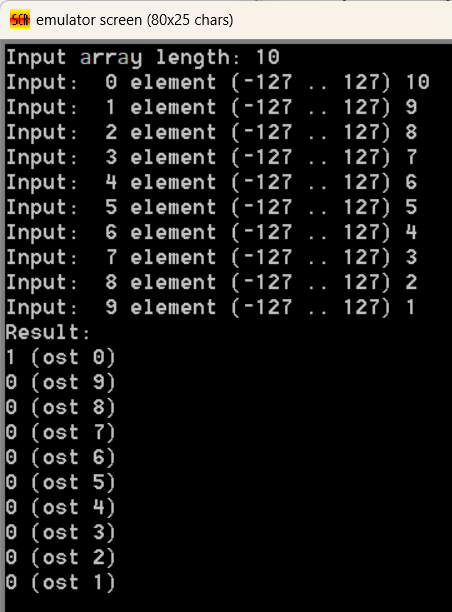 SCR emulator screen (80x25 chars)
Input array length: 10
Input:  0 element (-127 .. 127) 10
Input:  1 element (-127 .. 127) 9
Input:  2 element (-127 .. 127) 8
Input:  3 element (-127 .. 127) 7
Input:  4 element (-127 .. 127) 6
Input:  5 element (-127 .. 127) 5
Input:  6 element (-127 .. 127) 4
Input:  7 element (-127 .. 127) 3
Input:  8 element (-127 .. 127) 2
Input:  9 element (-127 .. 127) 1
Result:
1 (ost 0)
0 (ost 9)
0 (ost 8)
0 (ost 7)
0 (ost 6)
0 (ost 5)
0 (ost 4)
0 (ost 3)
0 (ost 2)
0 (ost 1)